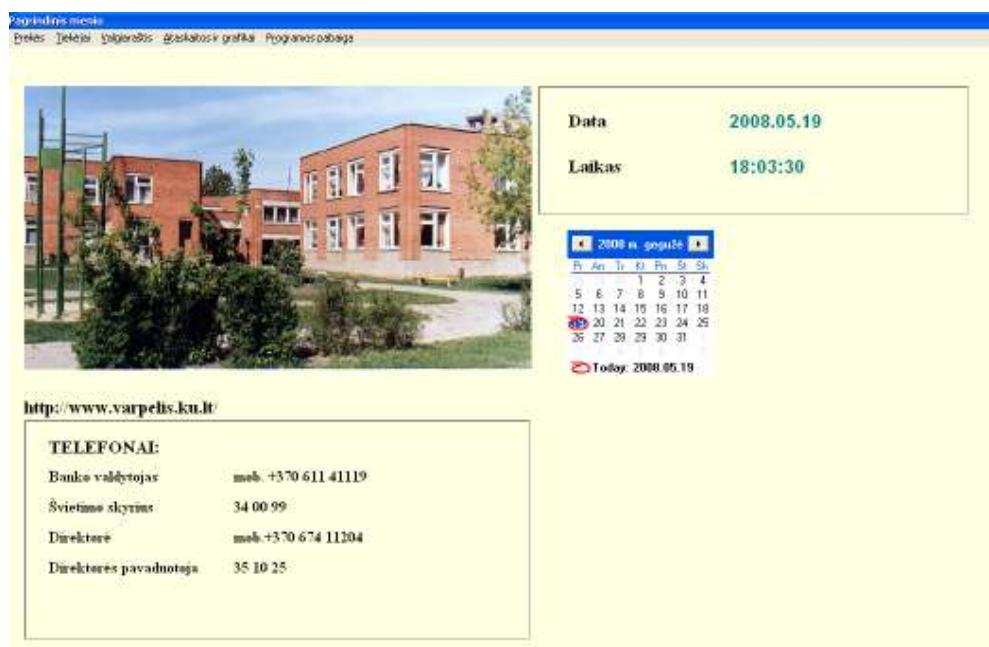 Pagrindinis meniu
Prekės Tiekėjai Valgiaraštis Ataskaitos ir grafikai Programos pabaiga
Data 2008.05.19
Laikas 18:03:30
2008 m. gegužė
Pr An Tr Kt Pn Št Sk
1 2 3 4
5 6 7 8 9 10 11
12 13 14 15 16 17 18
19 20 21 22 23 24 25
26 27 28 29 30 31
Today: 2008.05.19
http://www.varpelis.ku.lt/
TELEFONAI:
Banko valdytojas mob. +370 611 41119
Švietimo skyrius 34 00 99
Direktorė mob.+370 674 11204
Direktorės pavaduotoja 35 10 25